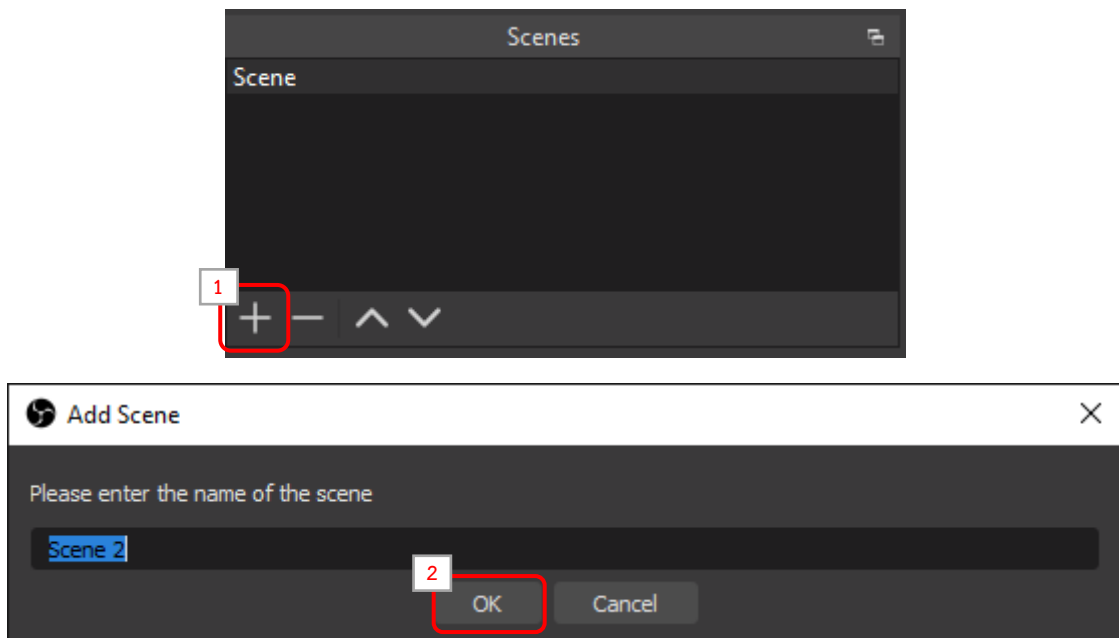 Scenes
Scene
1
Add Scene
Please enter the name of the scene
Scene 2
2
OK Cancel